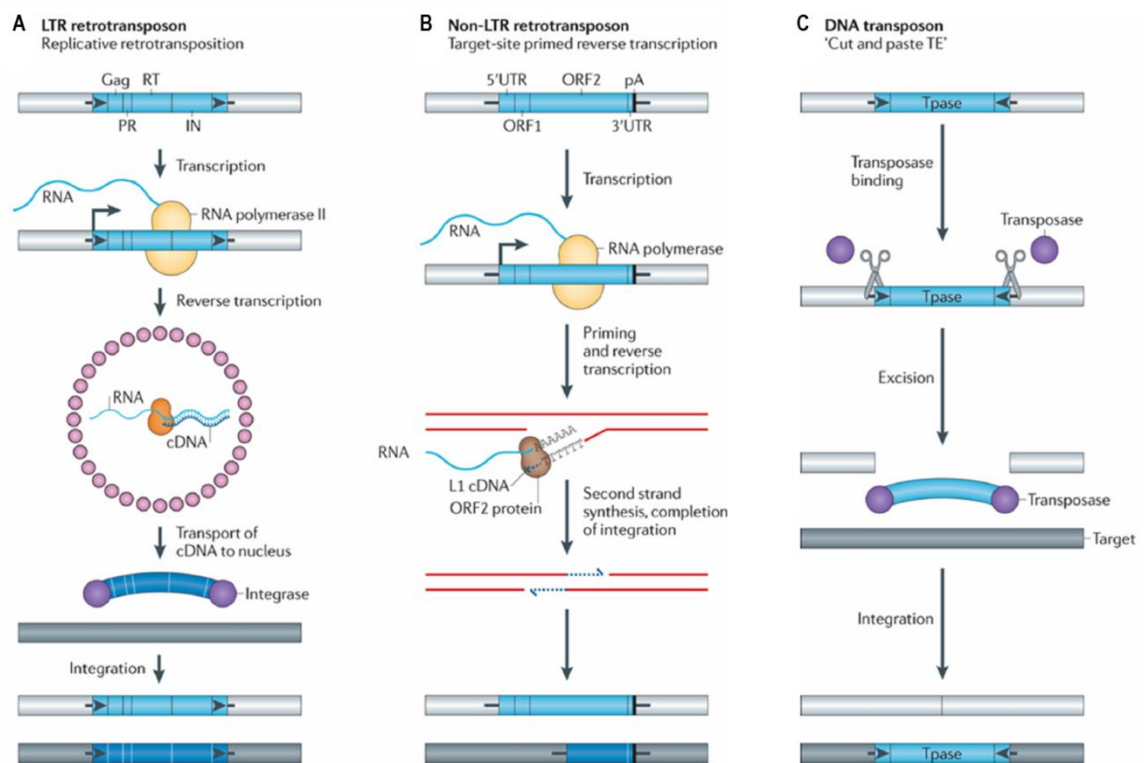 A
LTR retrotransposon
Replicative retrotransposition
Gag RT
PR IN
Transcription
RNA
RNA polymerase II
Reverse transcription
RNA
cDNA
Transport of
cDNA to nucleus
Integrase
Integration
B
Non-LTR retrotransposon
Target-site primed reverse transcription
5'UTR ORF2 pA
ORF1 3'UTR
Transcription
RNA
RNA polymerase
Priming
and reverse
transcription
RNA
AAAAAA
TTTTTT
L1 cDNA
ORF2 protein
Second strand
synthesis, completion
of integration
C
DNA transposon
'Cut and paste TE'
Tpase
Transposase
binding
Transposase
Tpase
Excision
Transposase
Target
Integration
Tpase